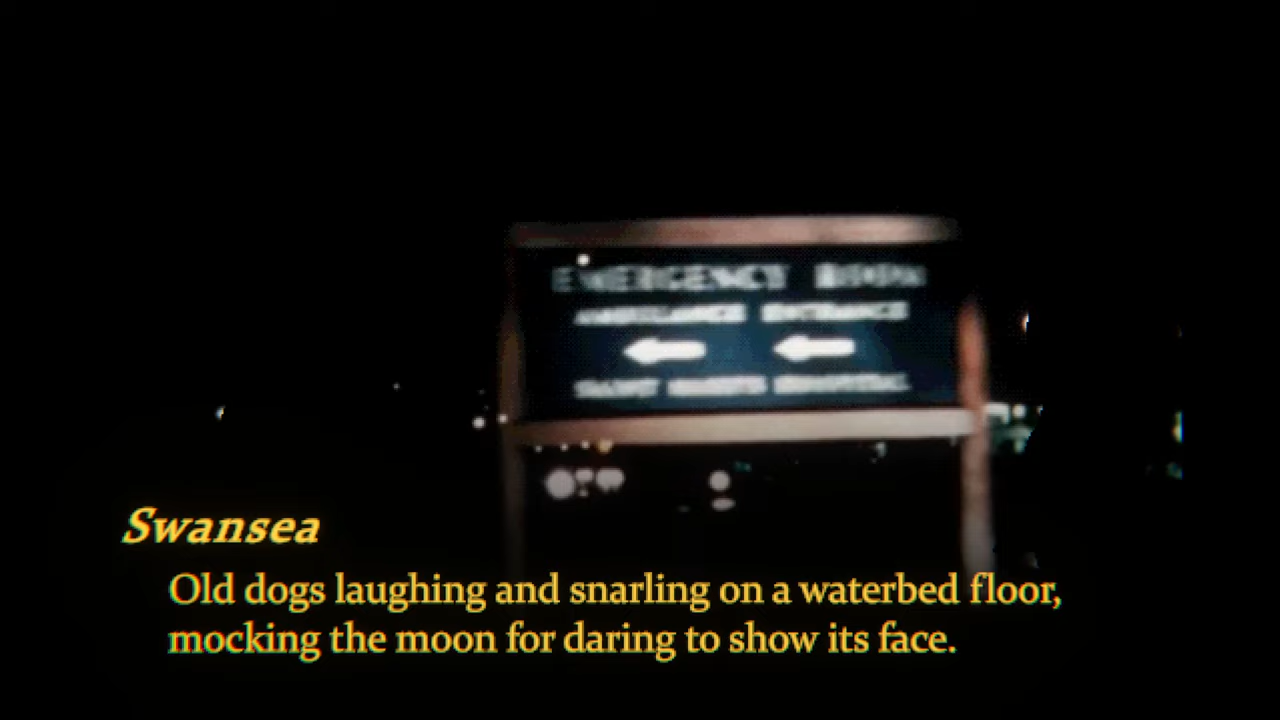 EMERGENCY ROOM
AMBULANCE ENTRANCE
Swansea
Old dogs laughing and snarling on a waterbed floor,
mocking the moon for daring to show its face.